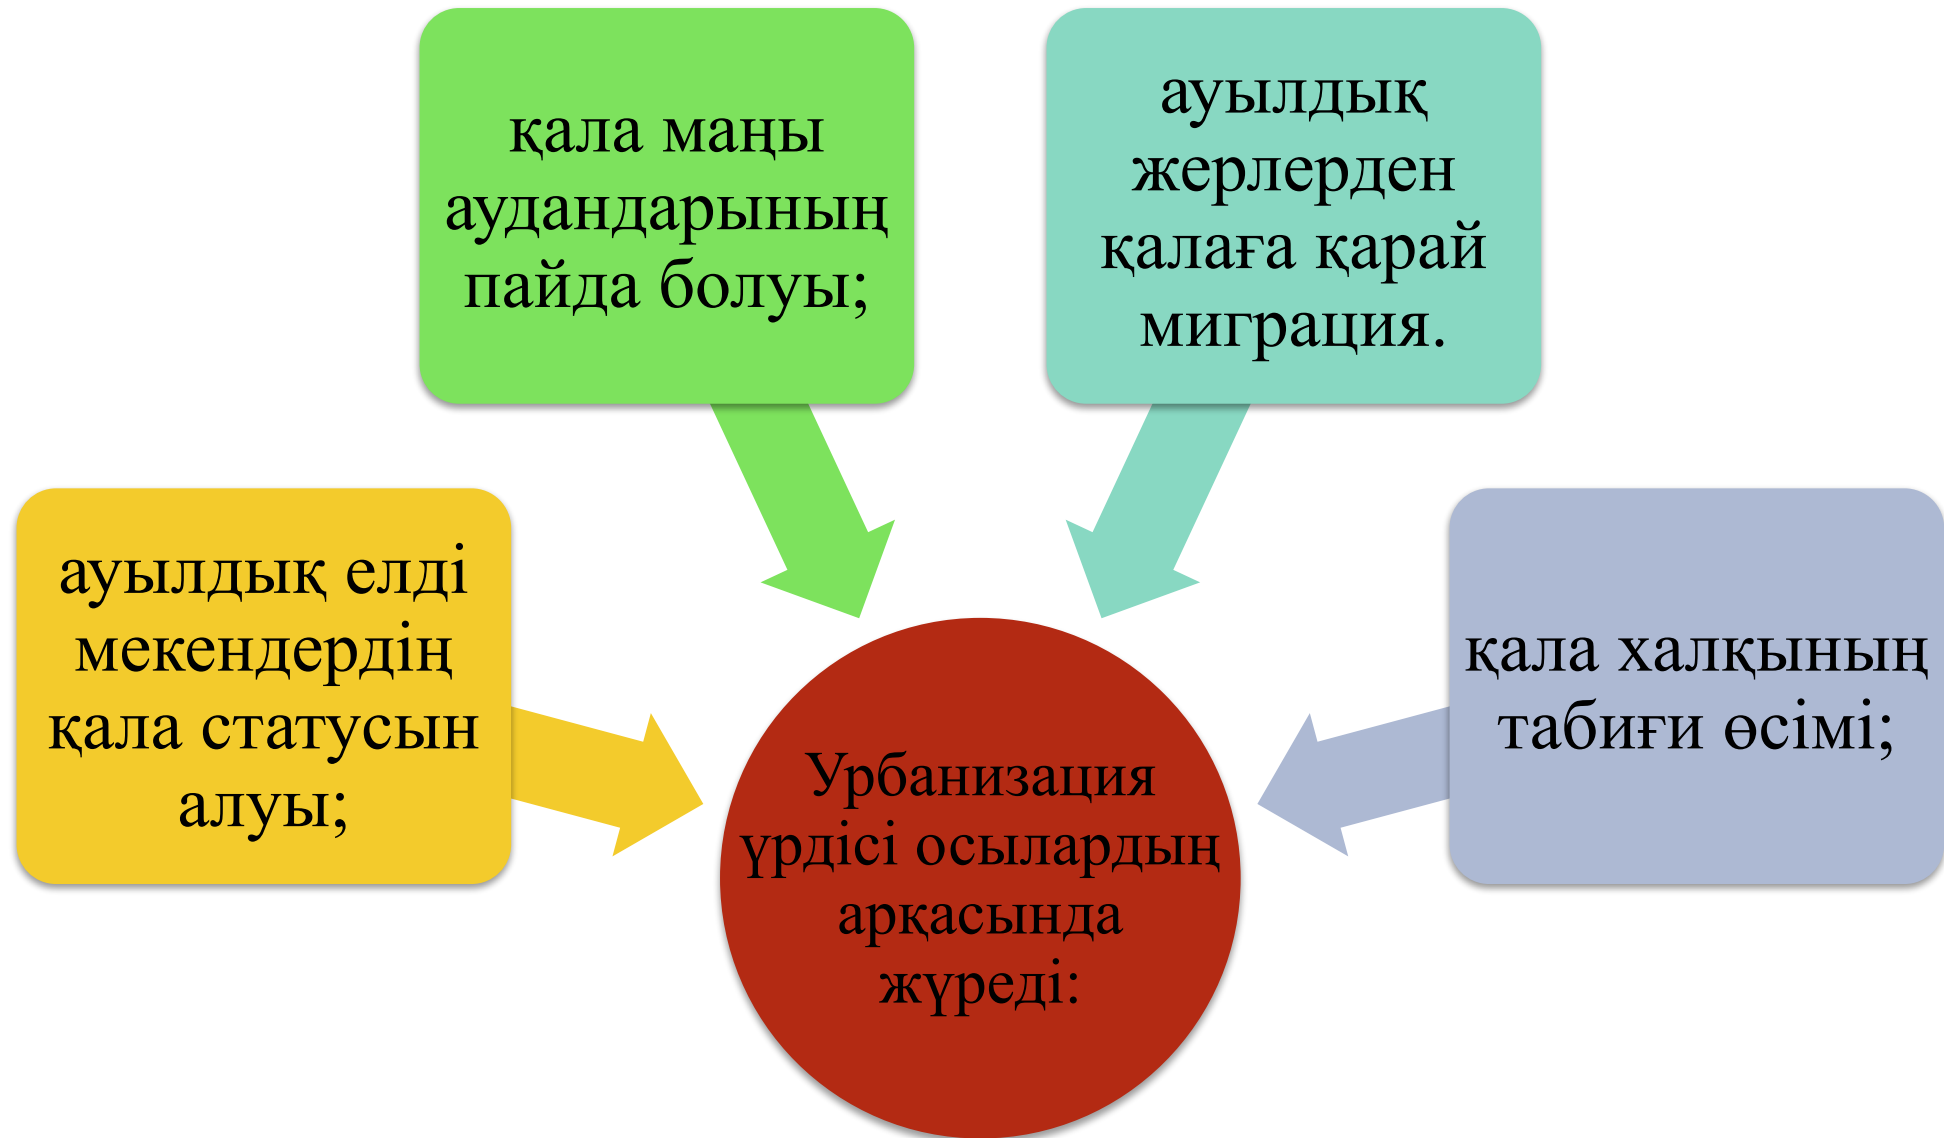 қала маңы
аудандарының
пайда болуы;
ауылдық
жерлерден
қалаға қарай
миграция.
ауылдық елді
мекендердің
қала статусын
алуы;
қала халқының
табиғи өсімі;
Урбанизация
үрдісі осылардың
арқасында
жүреді: